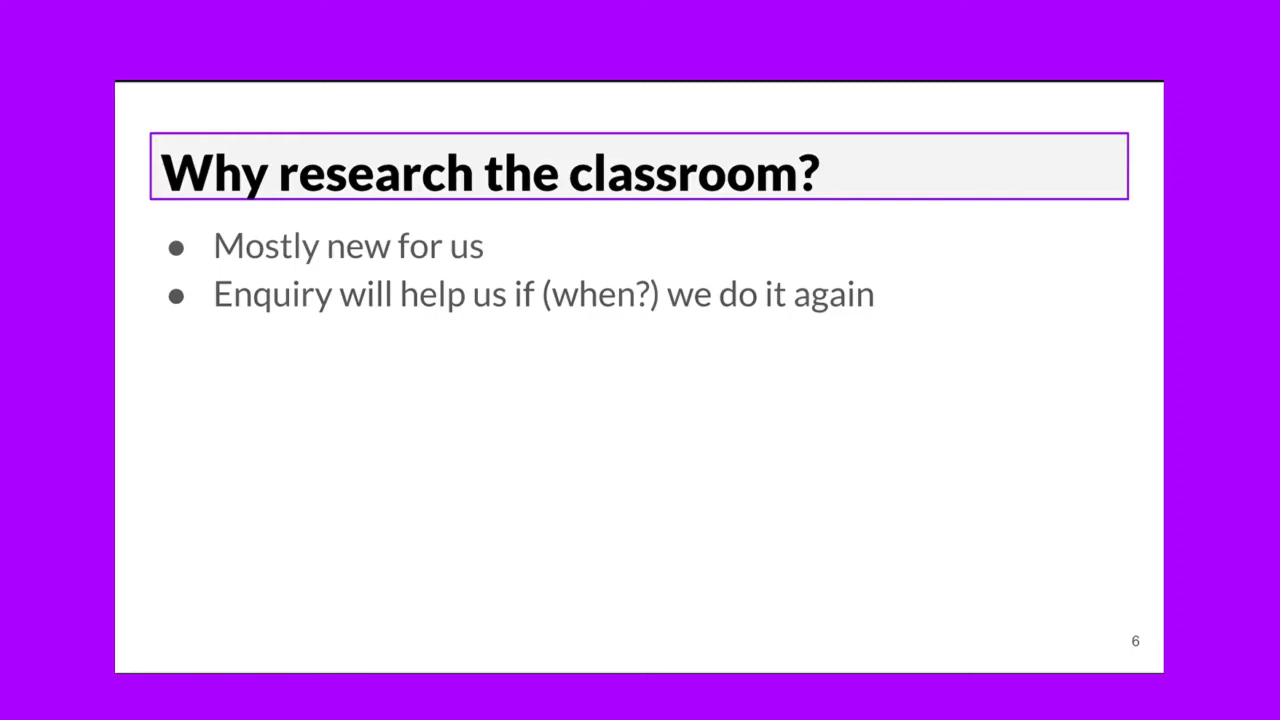 Why research the classroom?
● Mostly new for us
● Enquiry will help us if (when?) we do it again
6